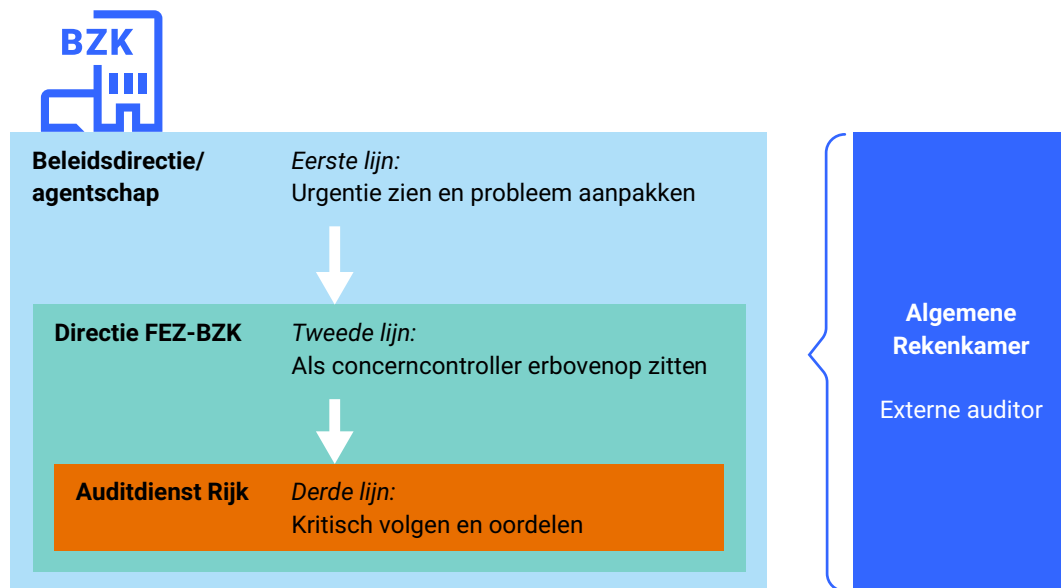 BZK
Beleidsdirectie/
agentschap
Eerste lijn:
Urgentie zien en probleem aanpakken
Directie FEZ-BZK
Tweede lijn:
Als concerncontroller erbovenop zitten
Auditdienst Rijk
Derde lijn:
Kritisch volgen en oordelen
Algemene
Rekenkamer
Externe auditor